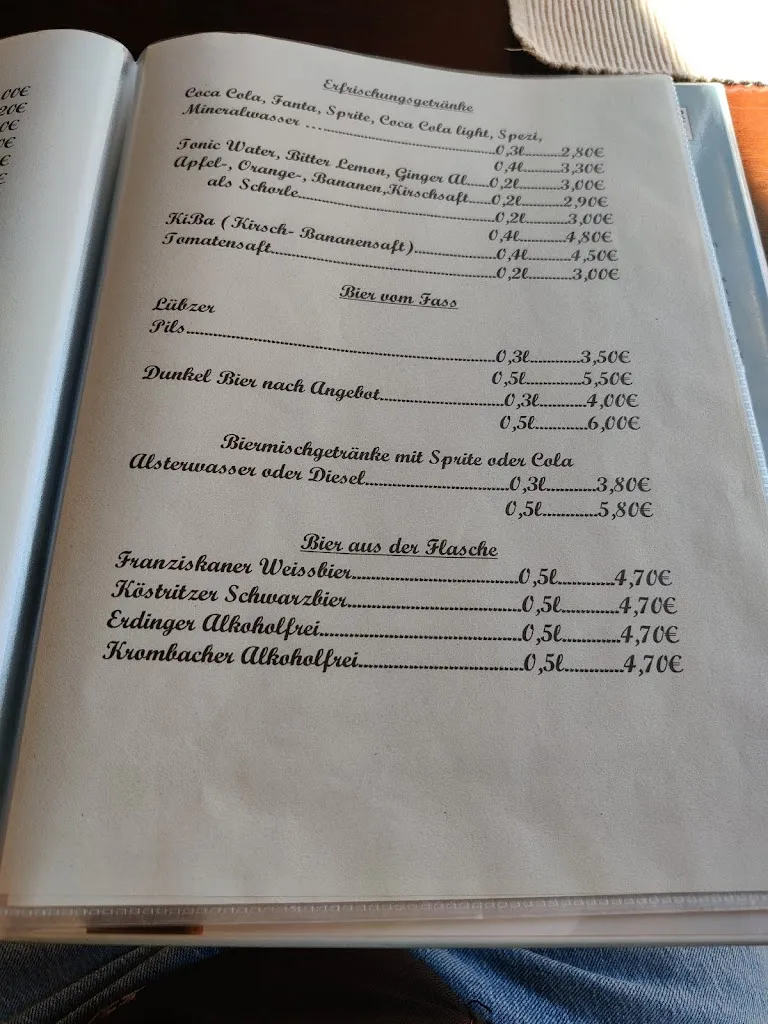 ,00€
20€
0€
€
€
€
Erfrischungsgetränke
Coca Cola, Fanta, Sprite, Coca Cola light, Spezi,
Mineralwasser ....................0,3l..........2,80€
0,4l..........3,30€
Tonic Water, Bitter Lemon, Ginger Al.....0,2l..........3,00€
Apfel-, Orange-, Bananen,Kirschsaft.....0,2l..........2,90€
als Schorle....................0,2l..........3,00€
0,4l..........4,80€
KiBa ( Kirsch- Bananensaft)....................0,4l..........4,50€
Tomatensaft....................0,2l..........3,00€
Bier vom Fass
Lübzer
Pils....................0,3l..........3,50€
0,5l..........5,50€
Dunkel Bier nach Angebot....................0,3l..........4,00€
0,5l..........6,00€
Biermischgetränke mit Sprite oder Cola
Alsterwasser oder Diesel....................0,3l..........3,80€
0,5l..........5,80€
Bier aus der Flasche
Franziskaner Weissbier....................0,5l..........4,70€
Köstritzer Schwarzbier....................0,5l..........4,70€
Erdinger Alkoholfrei....................0,5l..........4,70€
Krombacher Alkoholfrei....................0,5l..........4,70€